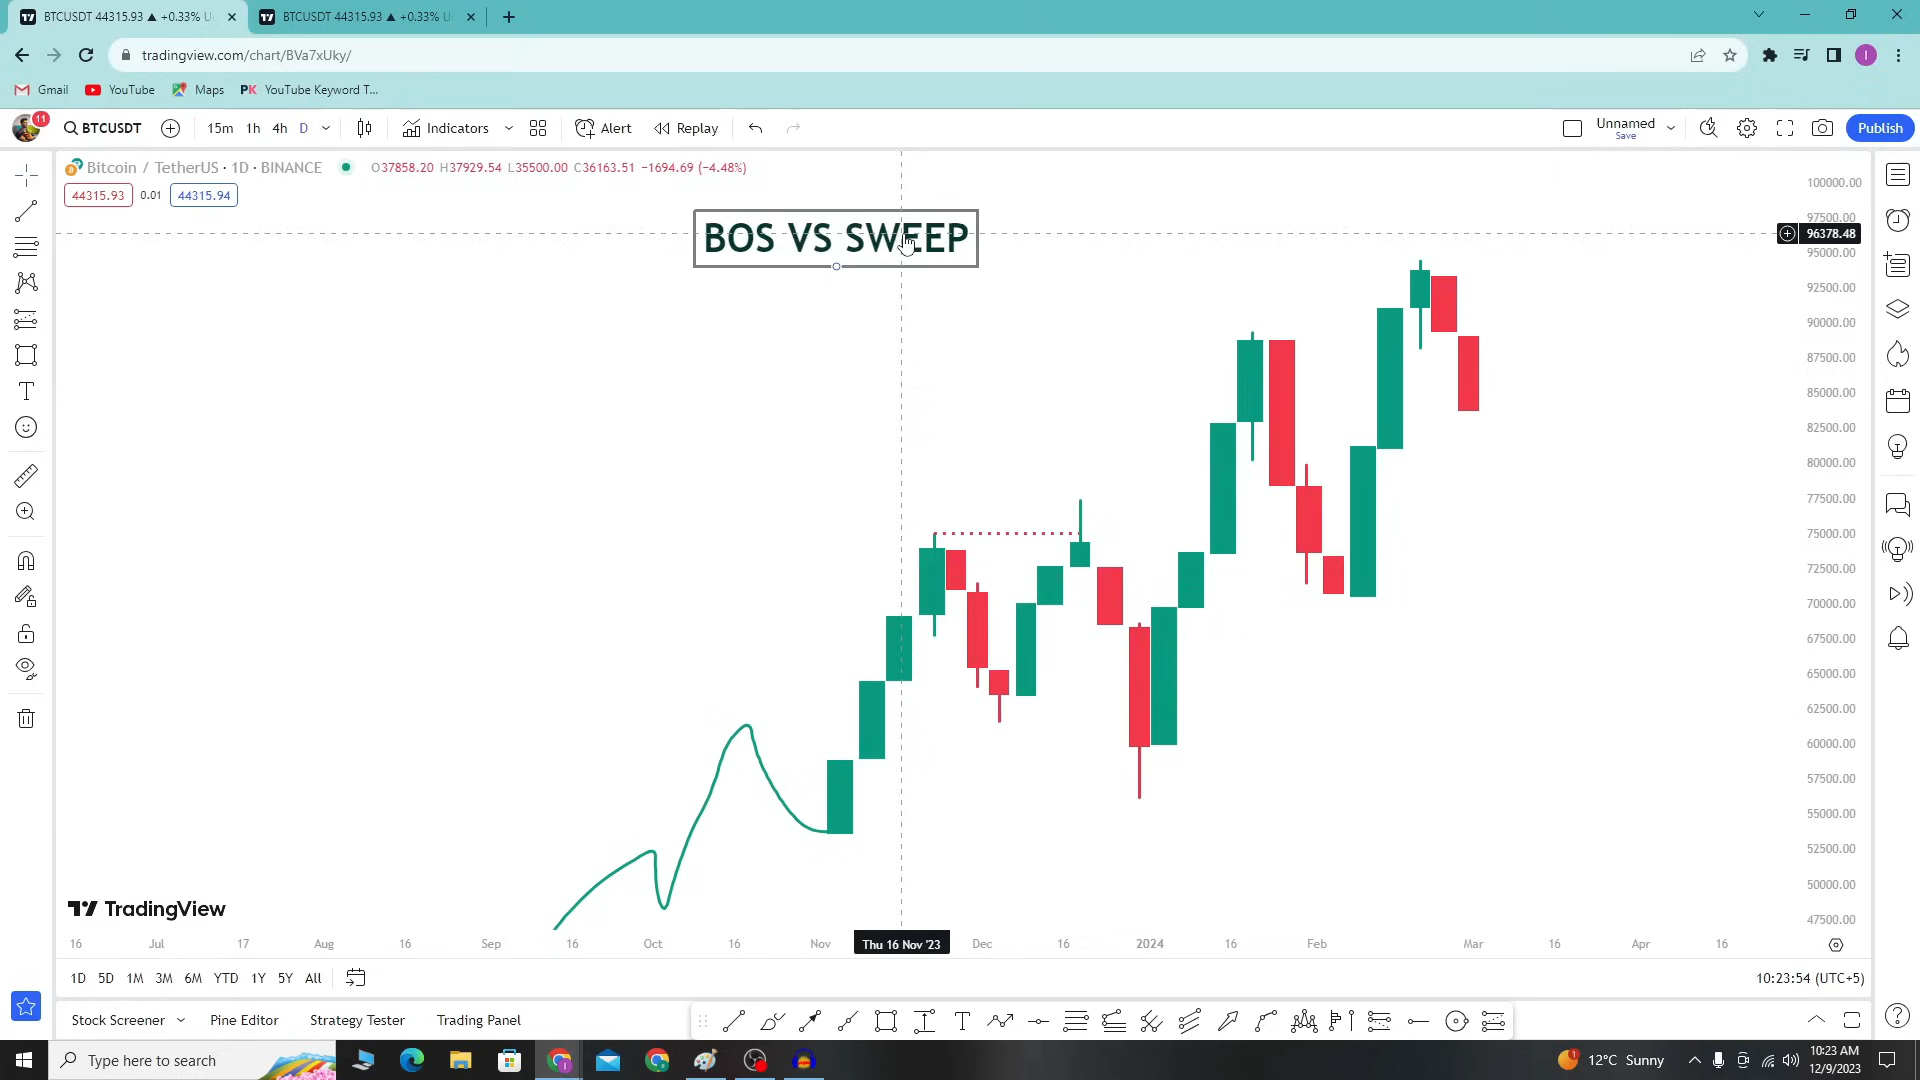 BTCUSDT 44315.93 ▲ +0.33% U
BTCUSDT 44315.93 ▲ +0.33% U
tradingview.com/chart/BVa7xUky/
I
Gmail
YouTube
Maps
PK
YouTube Keyword T...
11
BTCUSDT
15m 1h 4h D
Indicators
Alert
Replay
Unnamed
Save
Publish
Bitcoin / TetherUS · 1D · BINANCE
O37858.20 H37929.54 L35500.00 C36163.51 −1694.69 (−4.48%)
44315.93 0.01 44315.94
BOS VS SWEEP
100000.00
97500.00
96378.48
95000.00
92500.00
90000.00
87500.00
85000.00
82500.00
80000.00
77500.00
75000.00
72500.00
70000.00
67500.00
65000.00
62500.00
60000.00
57500.00
55000.00
52500.00
50000.00
47500.00
TradingView
16 Jul 17 Aug 16 Sep 16 Oct 16 Nov Thu 16 Nov '23 Dec 16 2024 16 Feb Mar 16 Apr 16
1D 5D 1M 3M 6M YTD 1Y 5Y All
10:23:54 (UTC+5)
Stock Screener
Pine Editor
Strategy Tester
Trading Panel
Type here to search
1
12°C Sunny
10:23 AM
12/9/2023